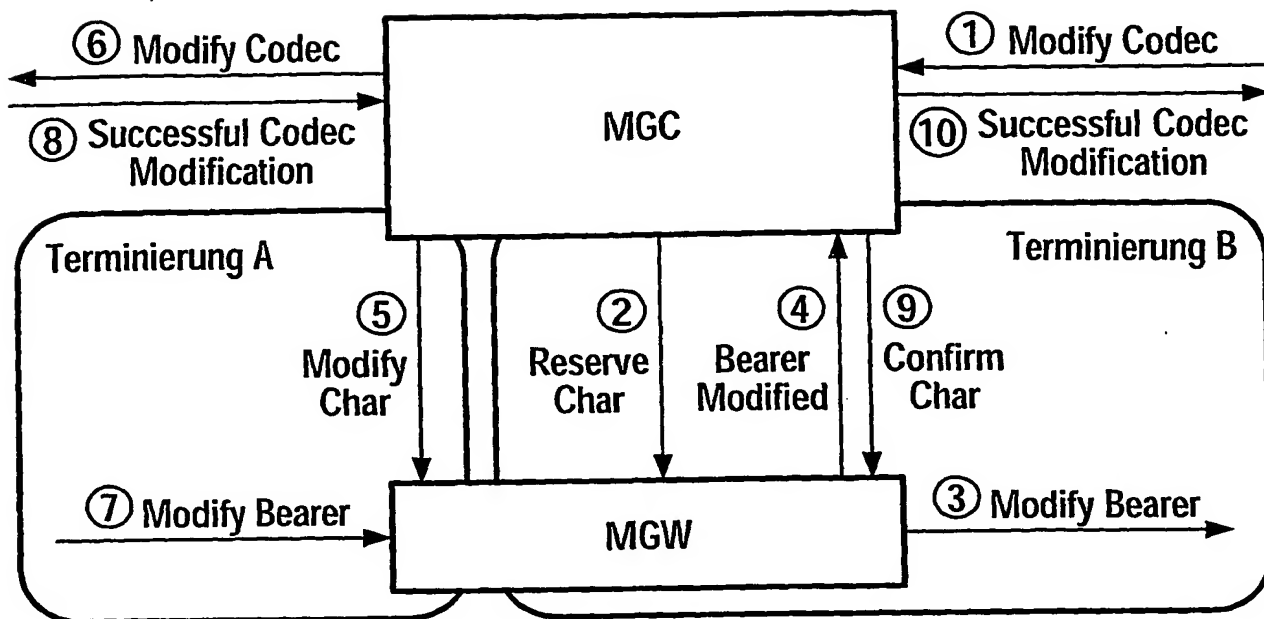 ⑥ Modify Codec
① Modify Codec
MGC
⑧ Successful Codec
Modification
⑩ Successful Codec
Modification
Terminierung A
Terminierung B
⑤
Modify
Char
②
Reserve
Char
④
Bearer
Modified
⑨
Confirm
Char
⑦ Modify Bearer
MGW
③ Modify Bearer